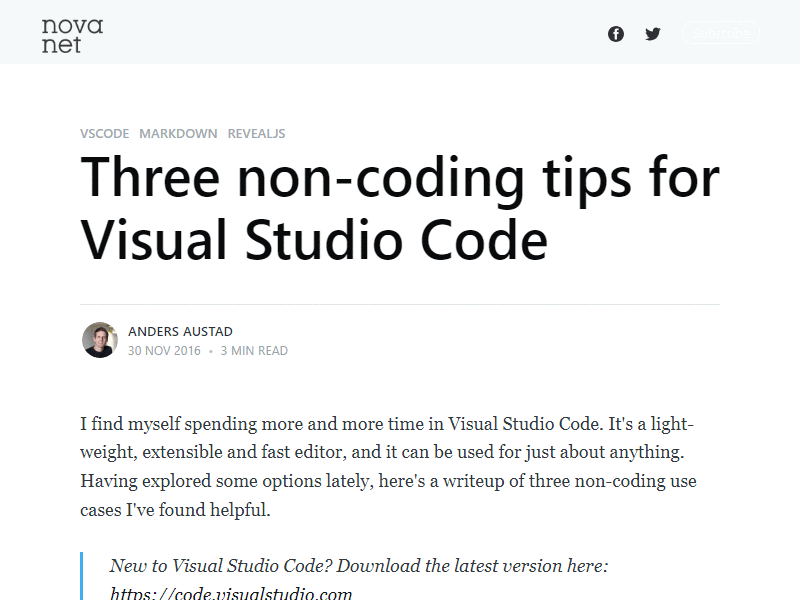 nova
net
Subscribe
VSCODE MARKDOWN REVEALJS
Three non-coding tips for
Visual Studio Code
ANDERS AUSTAD
30 NOV 2016 • 3 MIN READ
I find myself spending more and more time in Visual Studio Code. It's a light-
weight, extensible and fast editor, and it can be used for just about anything.
Having explored some options lately, here's a writeup of three non-coding use
cases I've found helpful.
New to Visual Studio Code? Download the latest version here:
https://code.visualstudio.com